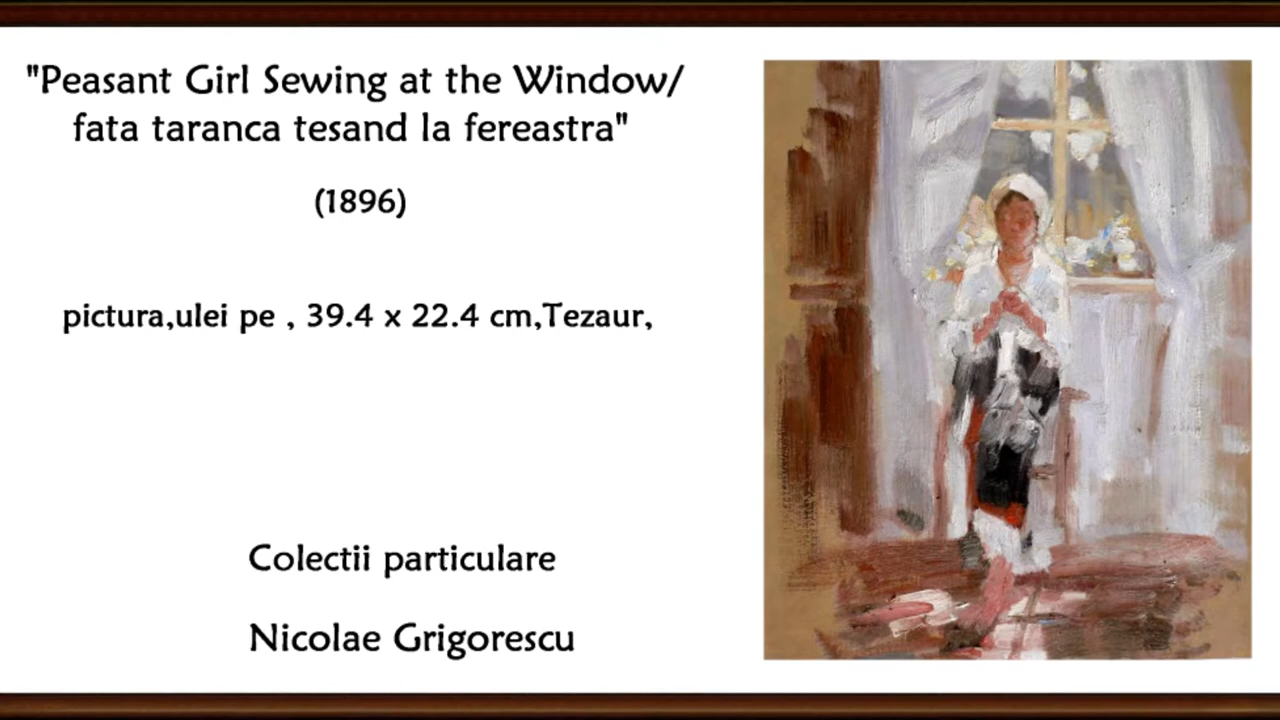 "Peasant Girl Sewing at the Window/
fata taranca tesand la fereastra"
(1896)
pictura,ulei pe , 39.4 x 22.4 cm,Tezaur,
Colectii particulare
Nicolae Grigorescu